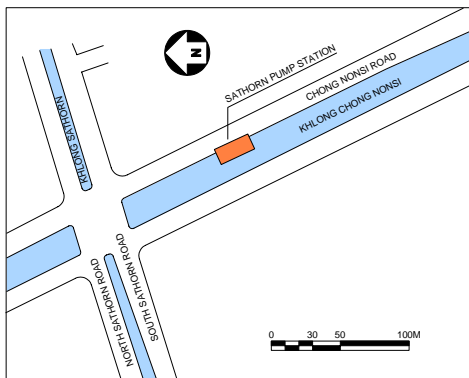 N
SATHORN PUMP STATION
CHONG NONSI ROAD
KHLONG CHONG NONSI
KHLONG SATHORN
NORTH SATHORN ROAD
SOUTH SATHORN ROAD
0 30 50 100M